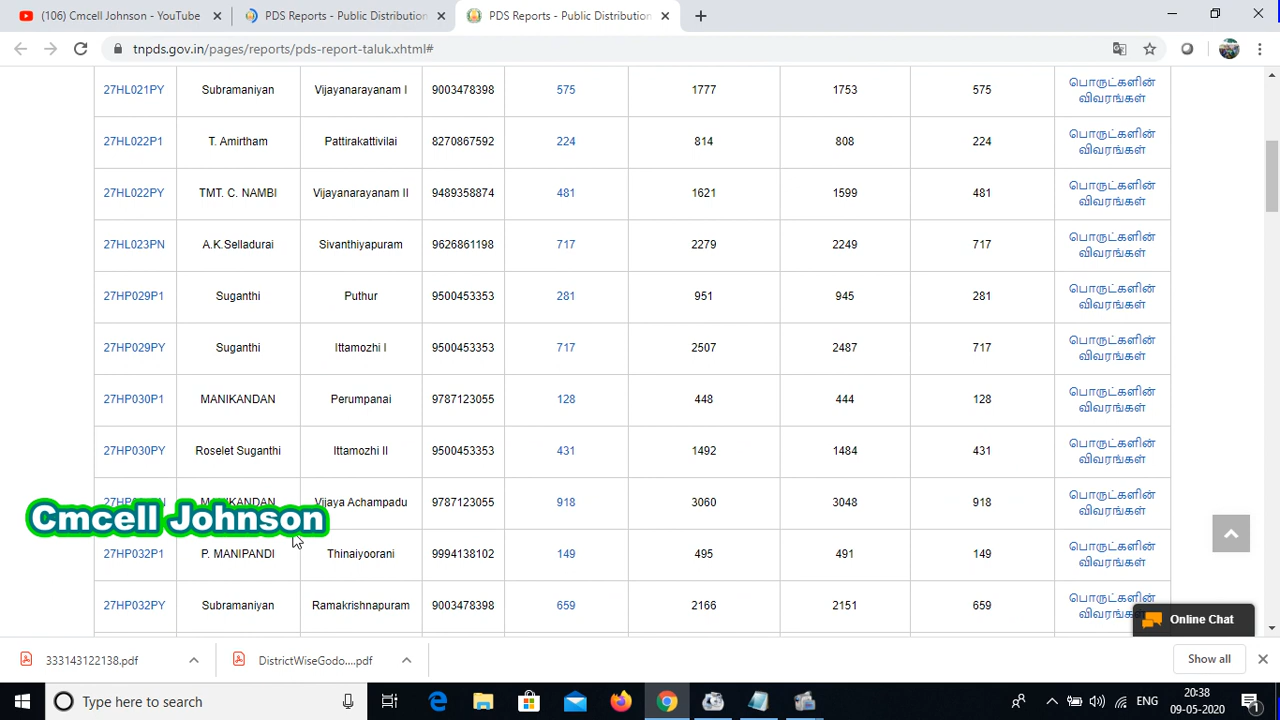 (106) Cmcell Johnson - YouTube
PDS Reports - Public Distribution
PDS Reports - Public Distribution
tnpds.gov.in/pages/reports/pds-report-taluk.xhtml#
27HL021PY Subramaniyan Vijayanarayanam I 9003478398 575 1777 1753 575 பொருட்களின் விவரங்கள்
27HL022P1 T. Amirtham Pattirakattivilai 8270867592 224 814 808 224 பொருட்களின் விவரங்கள்
27HL022PY TMT. C. NAMBI Vijayanarayanam II 9489358874 481 1621 1599 481 பொருட்களின் விவரங்கள்
27HL023PN A.K.Selladurai Sivanthiyapuram 9626861198 717 2279 2249 717 பொருட்களின் விவரங்கள்
27HP029P1 Suganthi Puthur 9500453353 281 951 945 281 பொருட்களின் விவரங்கள்
27HP029PY Suganthi Ittamozhi I 9500453353 717 2507 2487 717 பொருட்களின் விவரங்கள்
27HP030P1 MANIKANDAN Perumpanai 9787123055 128 448 444 128 பொருட்களின் விவரங்கள்
27HP030PY Roselet Suganthi Ittamozhi II 9500453353 431 1492 1484 431 பொருட்களின் விவரங்கள்
MANIKANDAN Vijaya Achampadu 9787123055 918 3060 3048 918 பொருட்களின் விவரங்கள்
Cmcell Johnson
27HP032P1 P. MANIPANDI Thinaiyoorani 9994138102 149 495 491 149 பொருட்களின் விவரங்கள்
27HP032PY Subramaniyan Ramakrishnapuram 9003478398 659 2166 2151 659 பொருட்களின்
Online Chat
333143122138.pdf
DistrictWiseGodo....pdf
Show all
Type here to search
ENG
20:38
09-05-2020